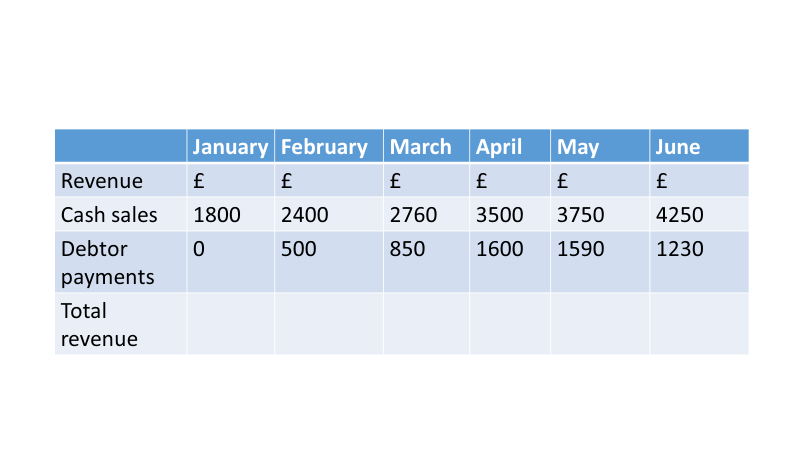 January February March April May June
Revenue £ £ £ £ £ £
Cash sales 1800 2400 2760 3500 3750 4250
Debtor 0 500 850 1600 1590 1230
payments
Total
revenue